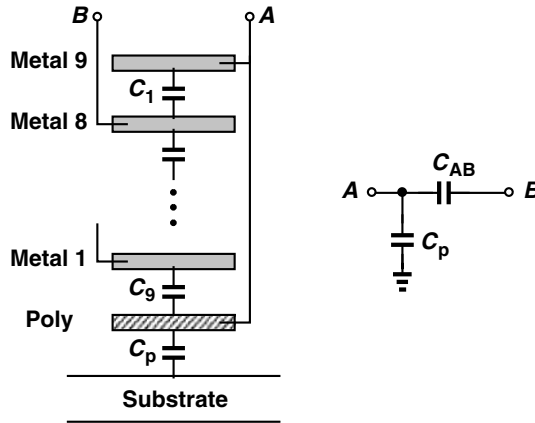 B A
Metal 9
C1
Metal 8
Metal 1
C9
Poly
Cp
Substrate
CAB
A B
Cp